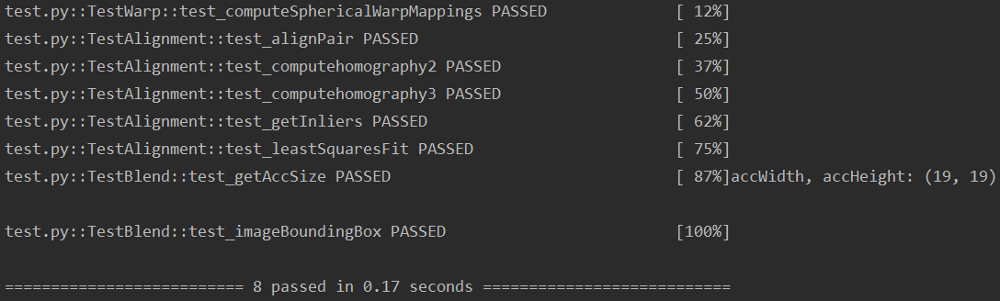 test.py::TestWarp::test_computeSphericalWarpMappings PASSED [ 12%]
test.py::TestAlignment::test_alignPair PASSED [ 25%]
test.py::TestAlignment::test_computehomography2 PASSED [ 37%]
test.py::TestAlignment::test_computehomography3 PASSED [ 50%]
test.py::TestAlignment::test_getInliers PASSED [ 62%]
test.py::TestAlignment::test_leastSquaresFit PASSED [ 75%]
test.py::TestBlend::test_getAccSize PASSED [ 87%]accWidth, accHeight: (19, 19)
test.py::TestBlend::test_imageBoundingBox PASSED [100%]
========================== 8 passed in 0.17 seconds ===========================